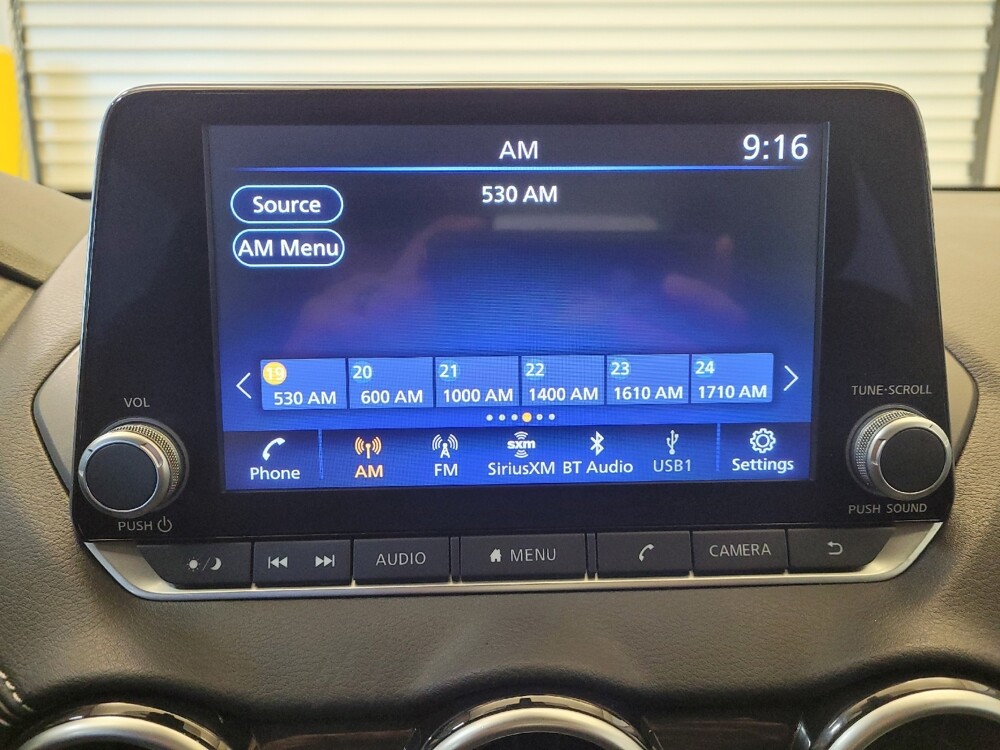 AM
9:16
530 AM
Source
AM Menu
19 20 21 22 23 24
530 AM 600 AM 1000 AM 1400 AM 1610 AM 1710 AM
VOL
TUNE·SCROLL
Phone AM FM sxm SiriusXM BT Audio USB1 Settings
PUSH
PUSH SOUND
AUDIO MENU CAMERA